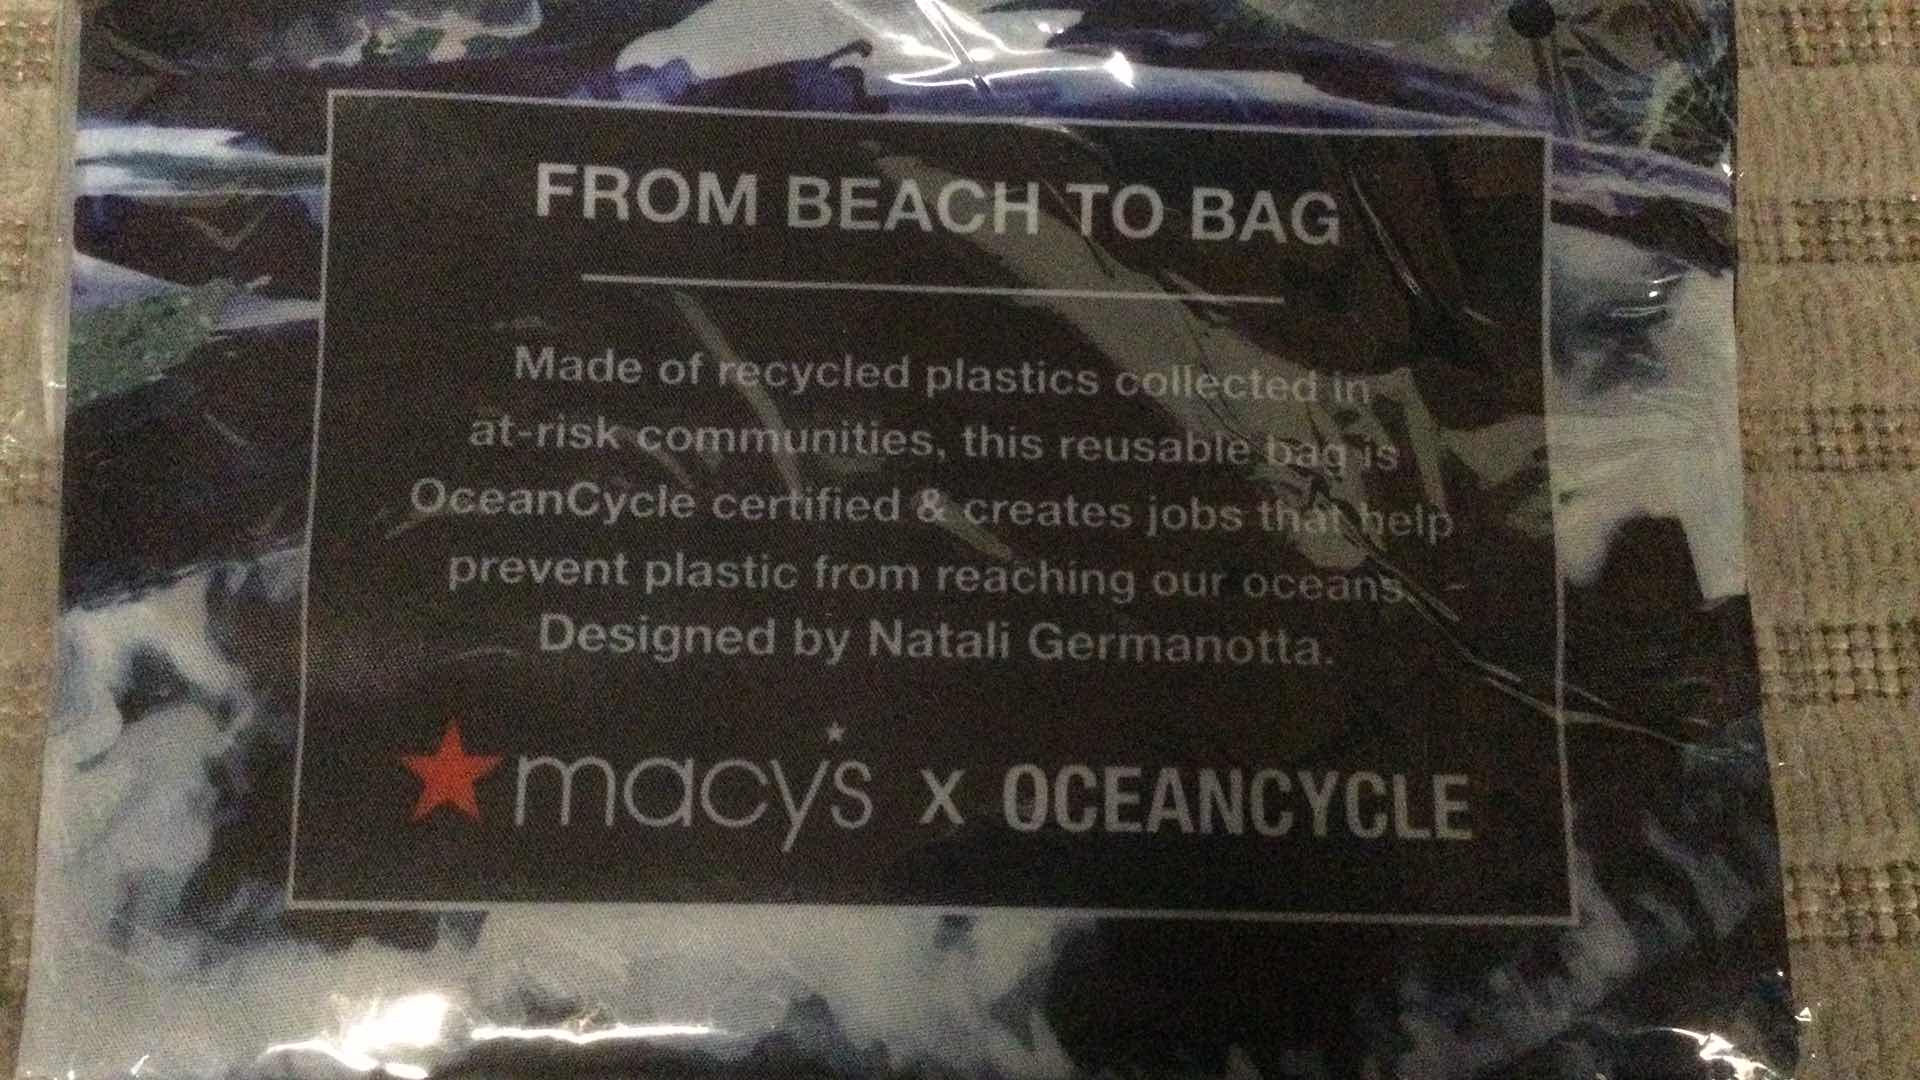 FROM BEACH TO BAG
Made of recycled plastics collected in
at-risk communities, this reusable bag is
OceanCycle certified & creates jobs that help
prevent plastic from reaching our oceans.
Designed by Natali Germanotta.
macy's x OCEANCYCLE